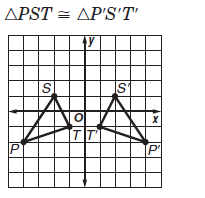 △PST ≅ △P'S'T'
y
S S'
O x
T T'
P P'